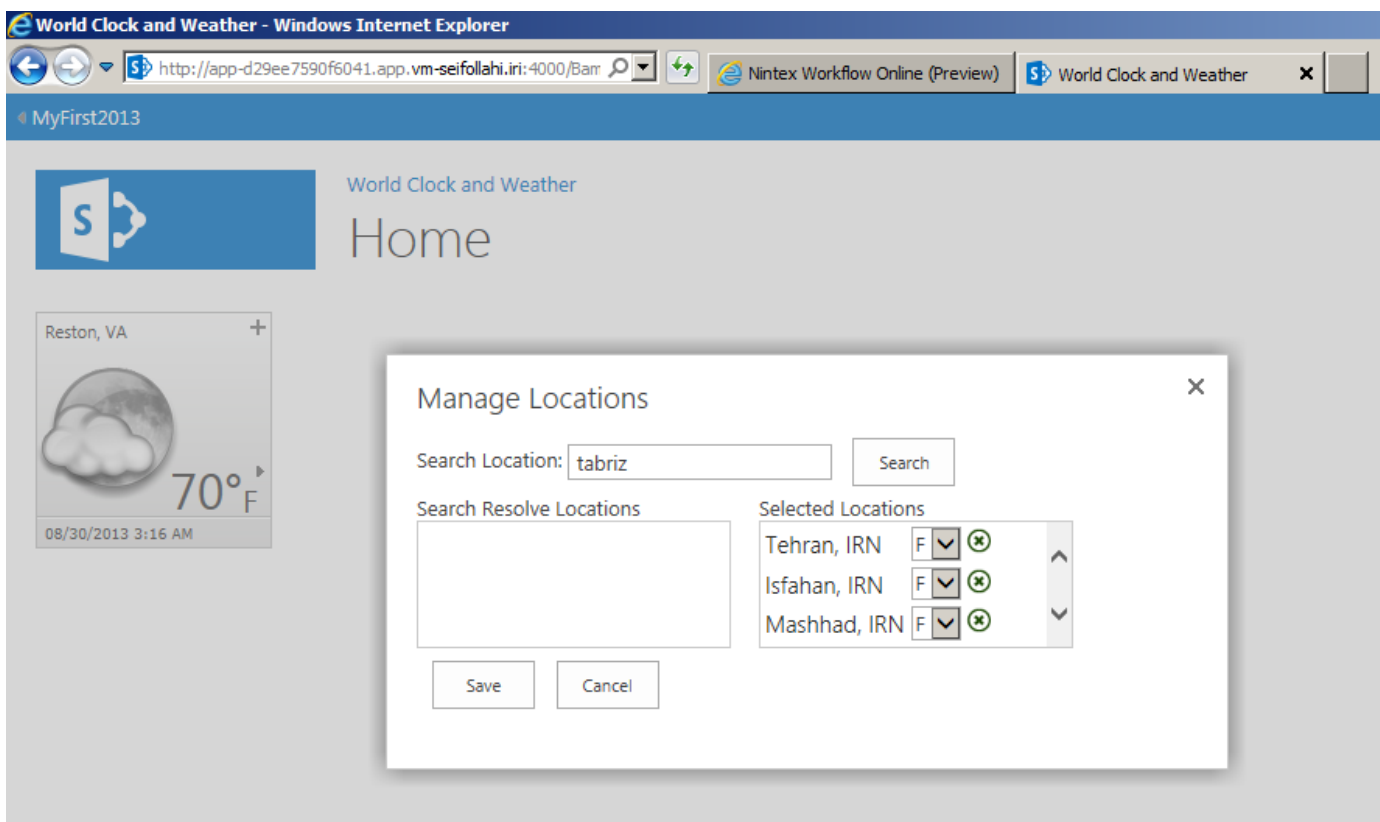 World Clock and Weather - Windows Internet Explorer
http://app-d29ee7590f6041.app.vm-seifollahi.iri:4000/Bam
Nintex Workflow Online (Preview)
World Clock and Weather
MyFirst2013
S
World Clock and Weather
Home
Reston, VA
70°F
08/30/2013 3:16 AM
Manage Locations
Search Location: tabriz Search
Search Resolve Locations
Selected Locations
Tehran, IRN F
Isfahan, IRN F
Mashhad, IRN F
Save Cancel